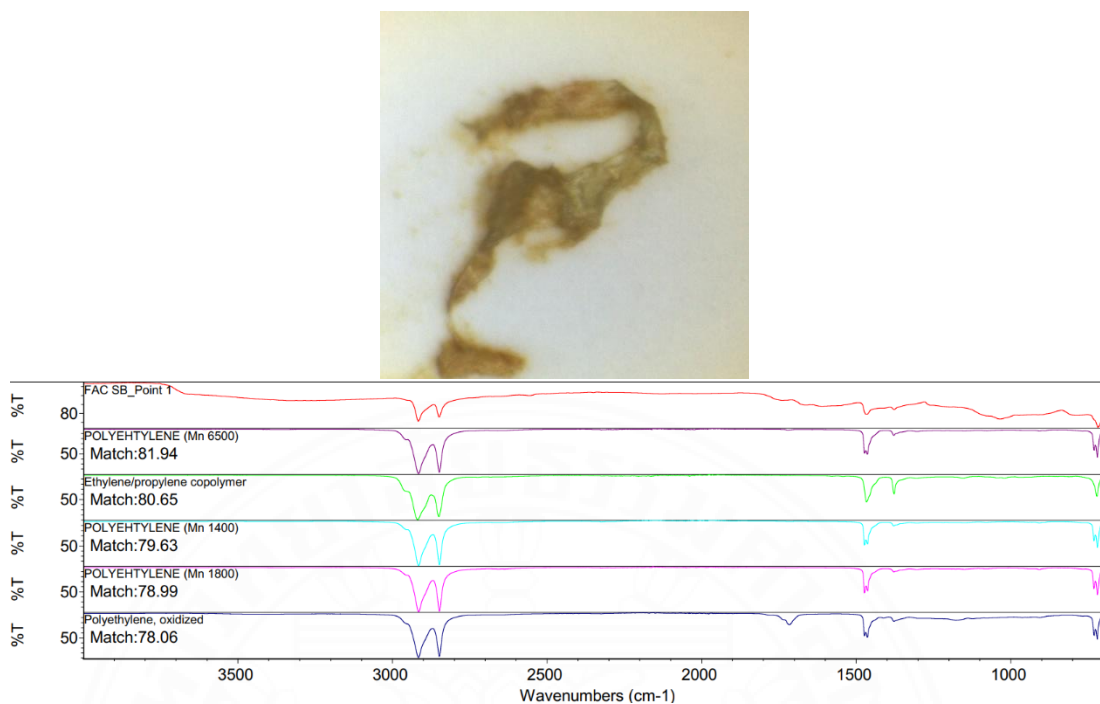 FAC SB_Point 1
%T
80
POLYEHTYLENE (Mn 6500)
%T
50
Match:81.94
Ethylene/propylene copolymer
%T
50
Match:80.65
POLYEHTYLENE (Mn 1400)
%T
50
Match:79.63
POLYEHTYLENE (Mn 1800)
%T
50
Match:78.99
Polyethylene, oxidized
%T
50
Match:78.06
3500 3000 2500 2000 1500 1000
Wavenumbers (cm-1)